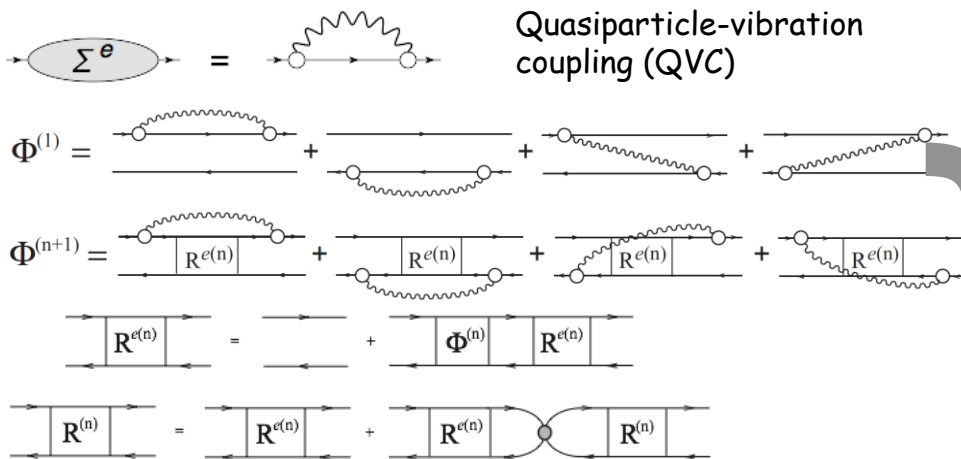 Quasiparticle-vibration
coupling (QVC)
Σ^e =
Φ^(1) = + + +
Φ^(n+1) = R^e(n) + R^e(n) + R^e(n) + R^e(n)
R^e(n) = + Φ^(n) R^e(n)
R^(n) = R^e(n) + R^e(n) R^(n)